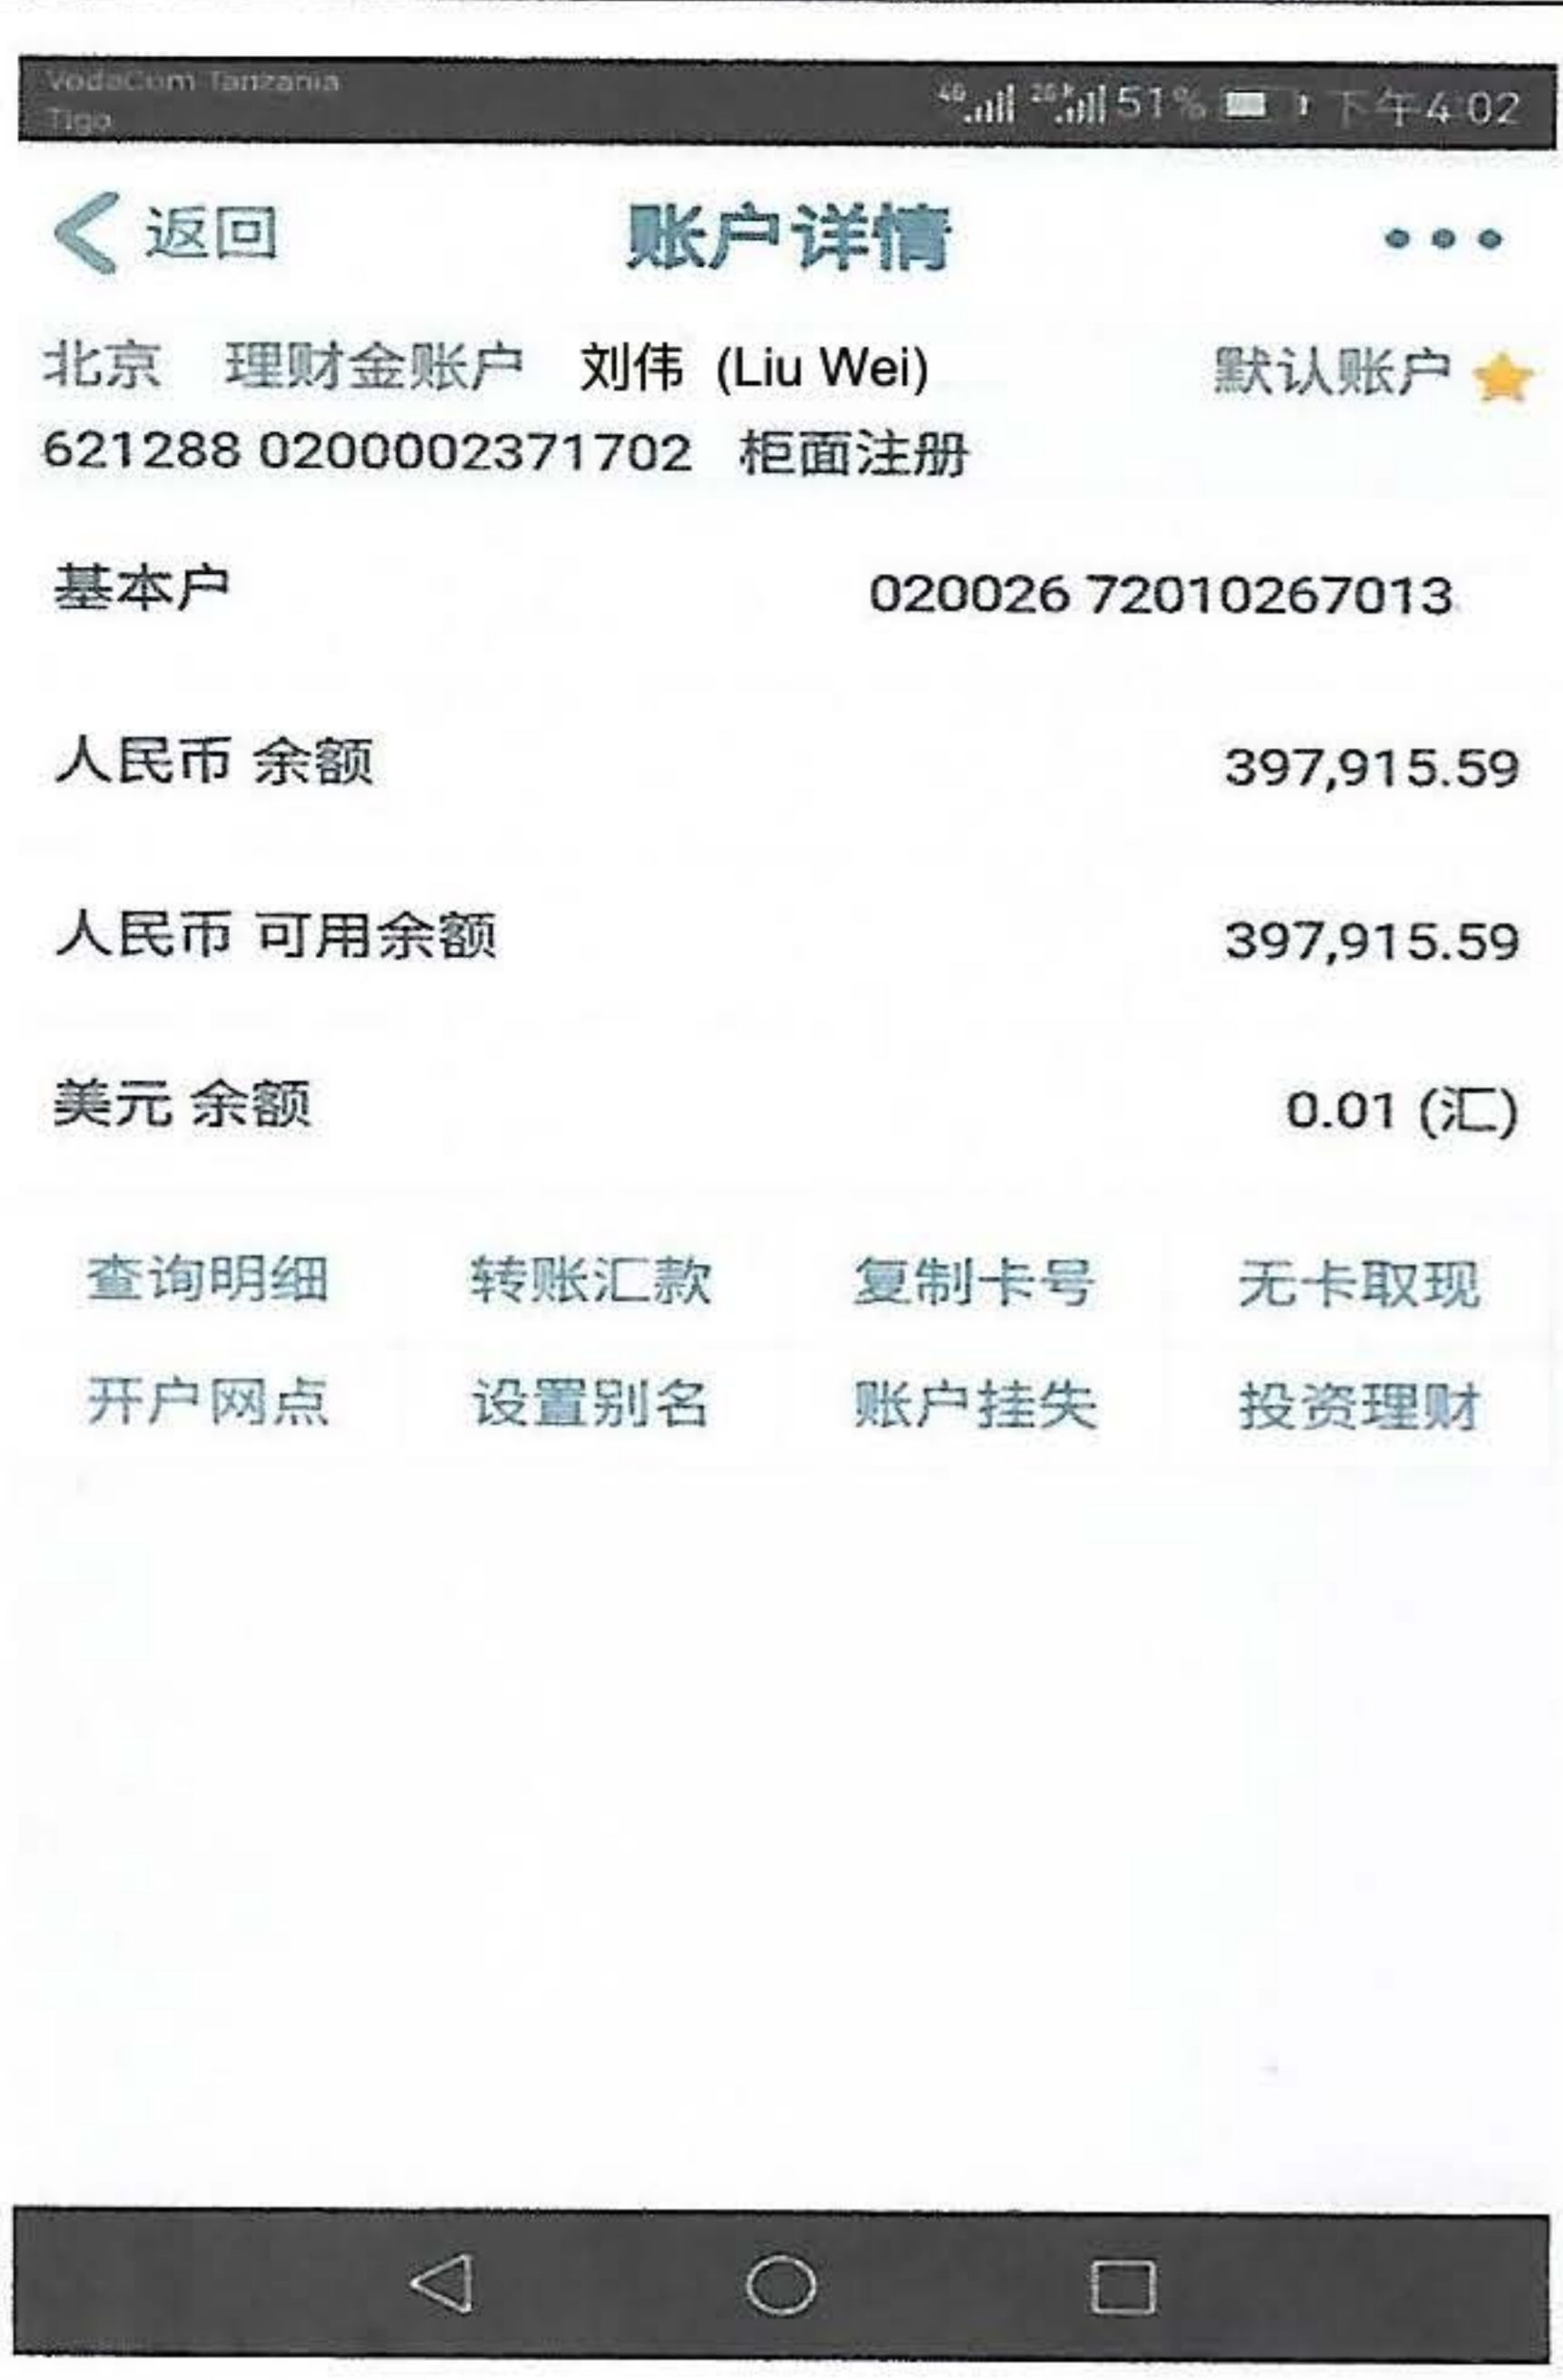 Vodacom Tanzania
Tigo
4G 2G 51% 下午4:02
返回 账户详情
北京 理财金账户 刘伟 (Liu Wei) 默认账户
621288 0200002371702 柜面注册
基本户 020026 72010267013
人民币 余额 397,915.59
人民币 可用余额 397,915.59
美元 余额 0.01 (汇)
查询明细 转账汇款 复制卡号 无卡取现
开户网点 设置别名 账户挂失 投资理财